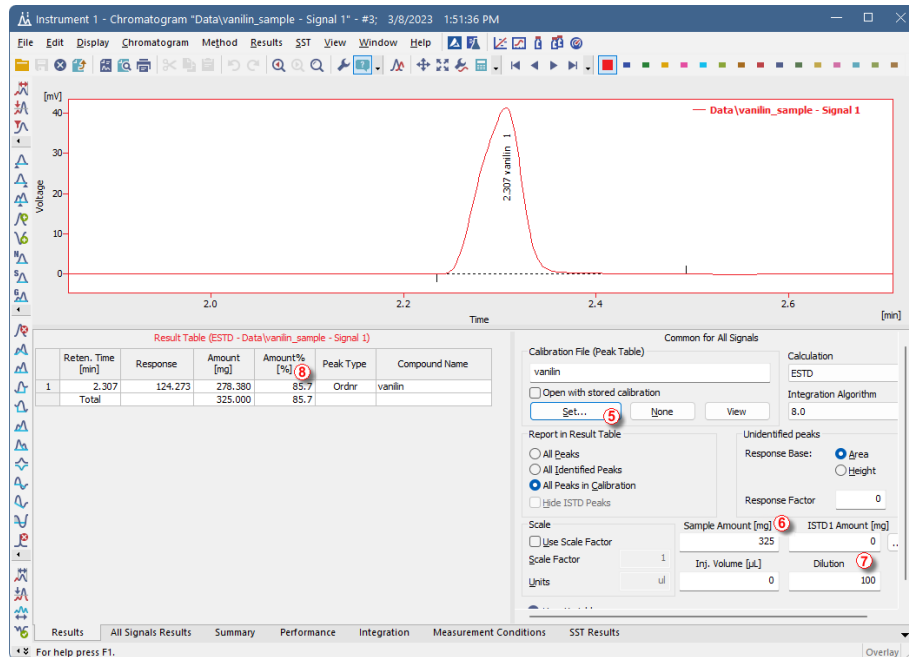 Instrument 1 - Chromatogram "Data\vanilin_sample - Signal 1" - #3;  3/8/2023  1:51:36 PM
File Edit Display Chromatogram Method Results SST View Window Help
[mV]
— Data\vanilin_sample - Signal 1
40
30
20
10
0
Voltage
2.307 vanilin 1
2.0 2.2 2.4 2.6
Time [min]
Result Table (ESTD - Data\vanilin_sample - Signal 1)
Reten. Time [min] Response Amount [mg] Amount% [%] 8 Peak Type Compound Name
1 2.307 124.273 278.380 85.7 Ordnr vanilin
Total 325.000 85.7
Common for All Signals
Calibration File (Peak Table)
vanilin
Open with stored calibration
Set... 5 None View
Calculation
ESTD
Integration Algorithm
8.0
Report in Result Table
All Peaks
All Identified Peaks
All Peaks in Calibration
Hide ISTD Peaks
Unidentified peaks
Response Base: Area
Height
Response Factor 0
Scale
Use Scale Factor
Scale Factor 1
Units ul
Sample Amount [mg] 6 ISTD1 Amount [mg]
325 0 ..
Inj. Volume [µL] Dilution 7
0 100
Results All Signals Results Summary Performance Integration Measurement Conditions SST Results
For help press F1. Overlay